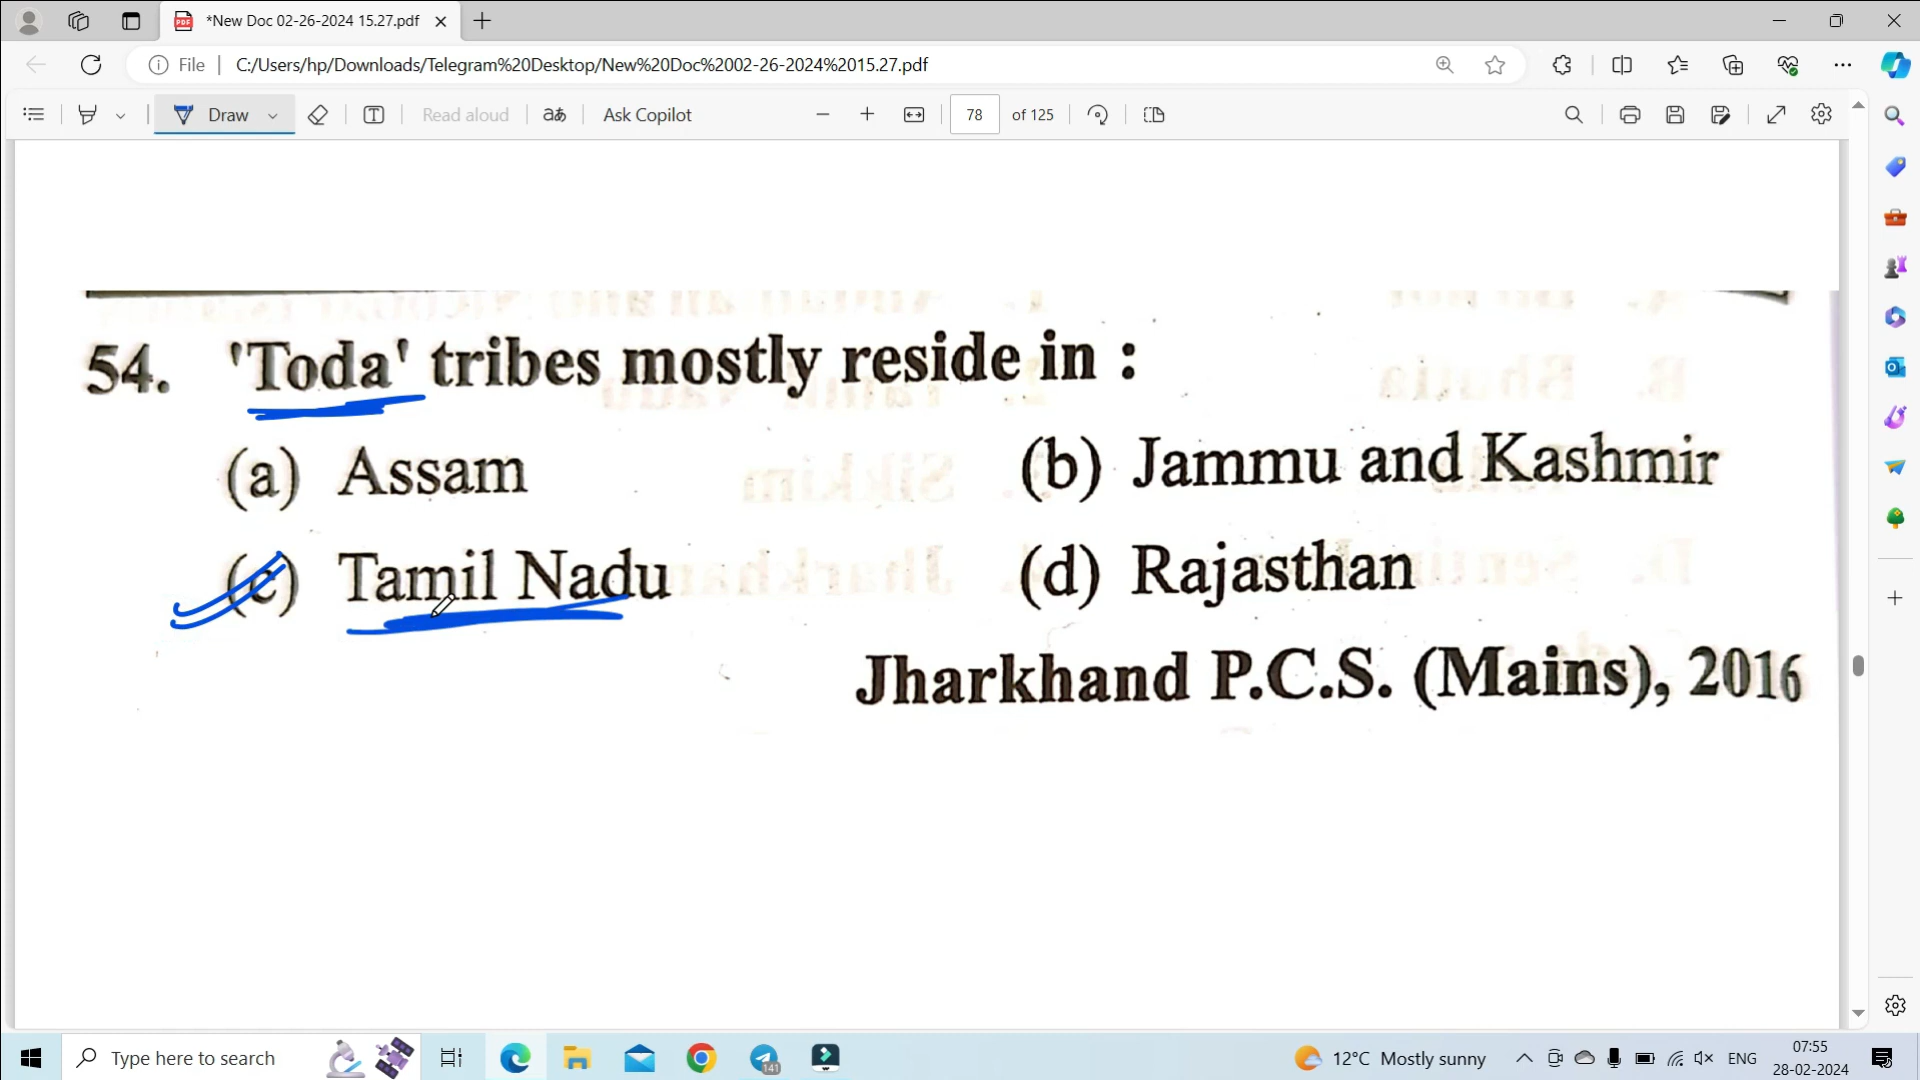 *New Doc 02-26-2024 15.27.pdf
File
C:/Users/hp/Downloads/Telegram%20Desktop/New%20Doc%2002-26-2024%2015.27.pdf
Draw
Read aloud
aあ
Ask Copilot
78
of 125
54. 'Toda' tribes mostly reside in :
(a) Assam (b) Jammu and Kashmir
(c) Tamil Nadu (d) Rajasthan
Jharkhand P.C.S. (Mains), 2016
Type here to search
141
12°C Mostly sunny
ENG
07:55
28-02-2024